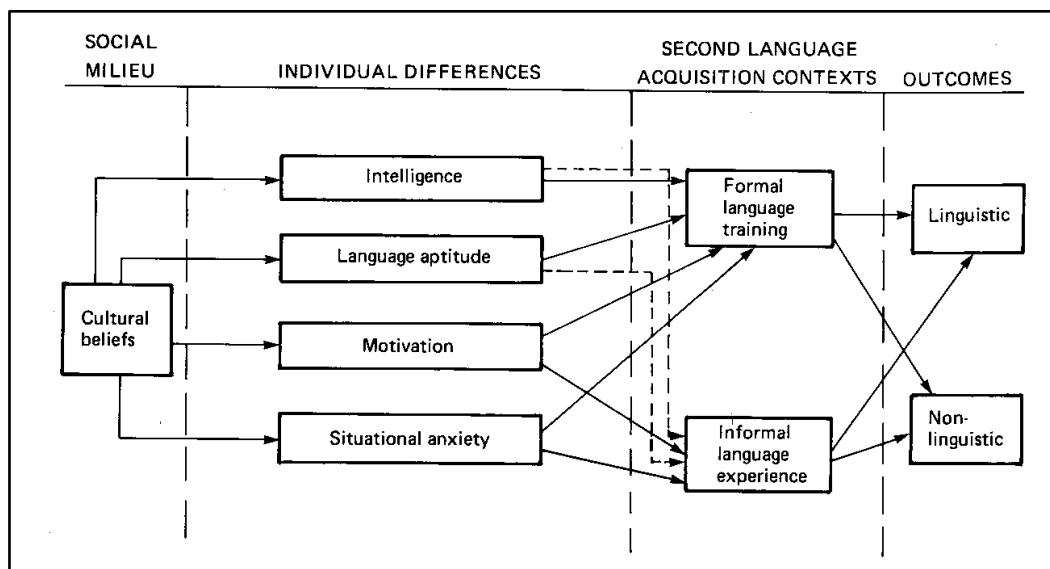 SOCIAL
MILIEU
INDIVIDUAL DIFFERENCES
SECOND LANGUAGE
ACQUISITION CONTEXTS
OUTCOMES
Cultural
beliefs
Intelligence
Language aptitude
Motivation
Situational anxiety
Formal
language
training
Informal
language
experience
Linguistic
Non-
linguistic